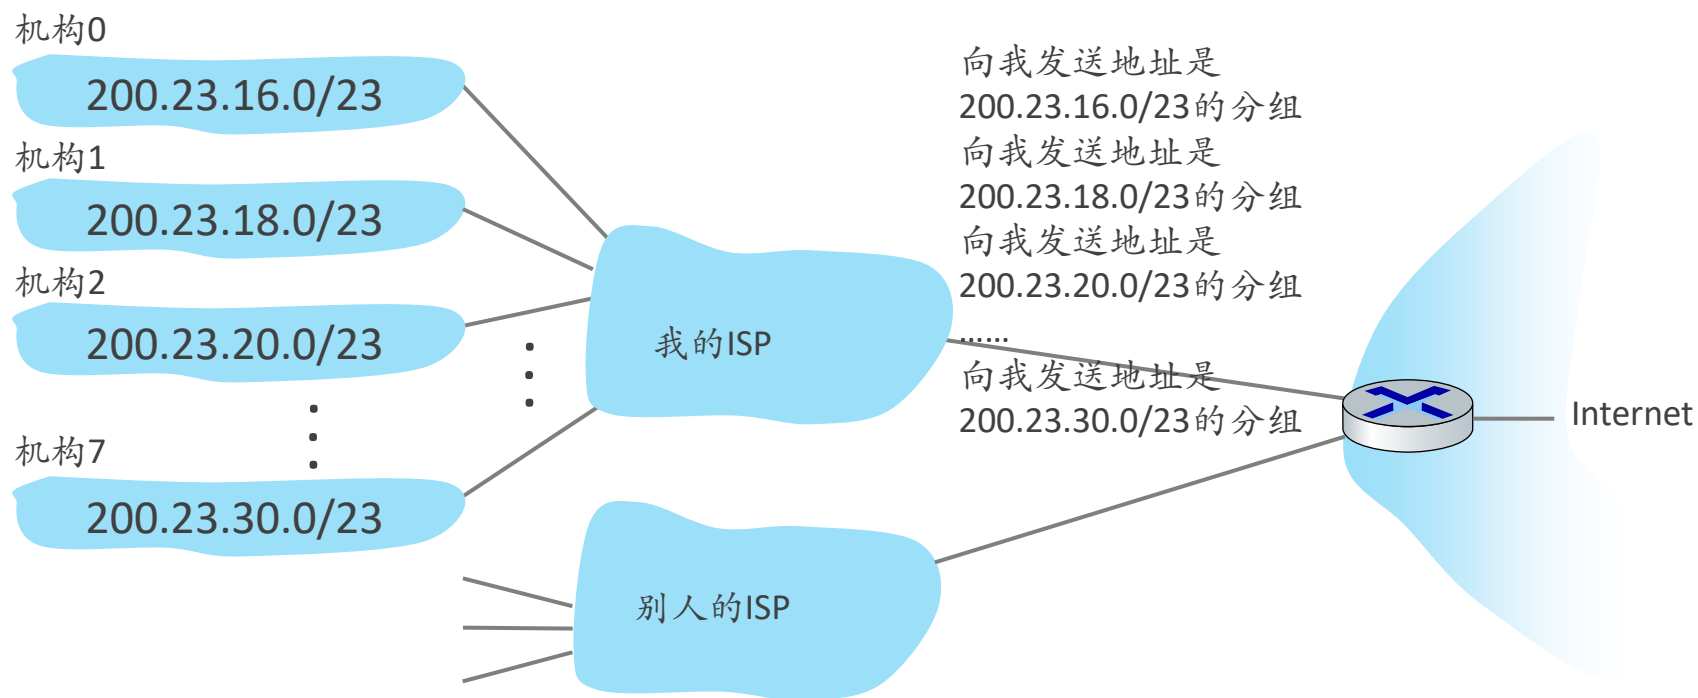 机构0
200.23.16.0/23
机构1
200.23.18.0/23
机构2
200.23.20.0/23
机构7
200.23.30.0/23
我的ISP
别人的ISP
向我发送地址是
200.23.16.0/23的分组
向我发送地址是
200.23.18.0/23的分组
向我发送地址是
200.23.20.0/23的分组
……
向我发送地址是
200.23.30.0/23的分组
Internet